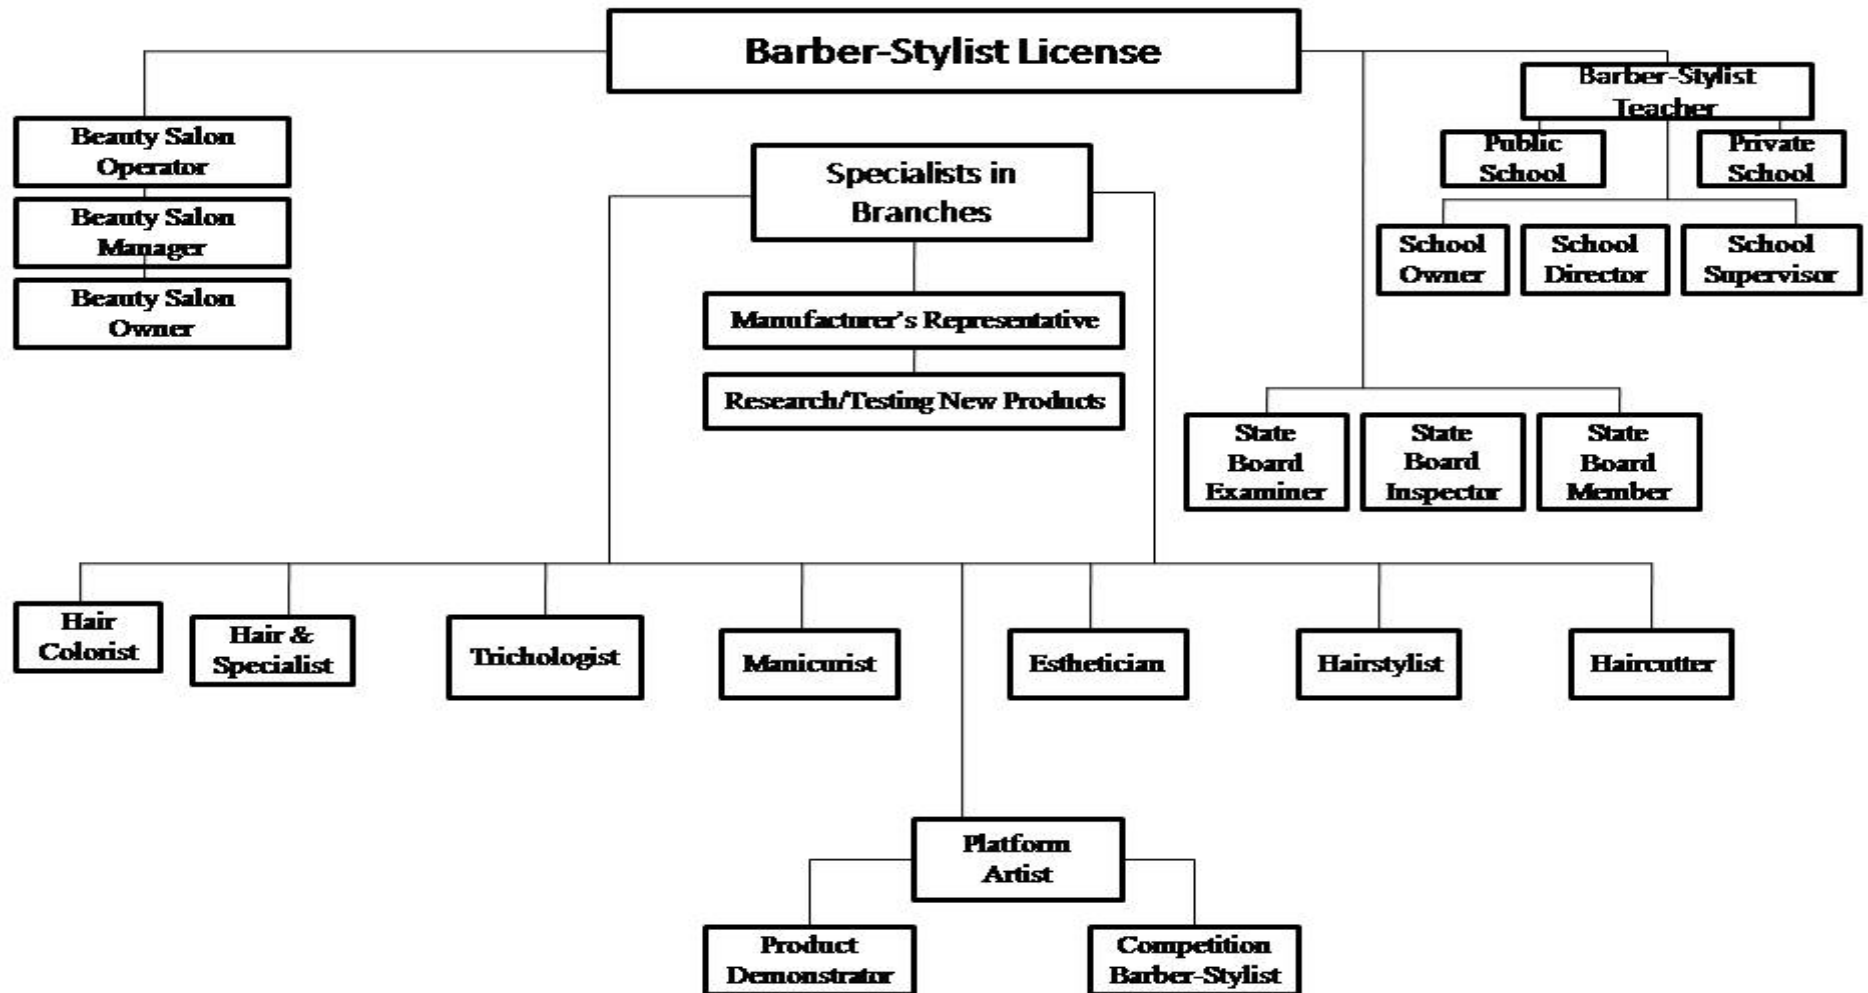 Barber-Stylist License
Barber-Stylist
Teacher
Public
School
Private
School
School
Owner
School
Director
School
Supervisor
Beauty Salon
Operator
Beauty Salon
Manager
Beauty Salon
Owner
Specialists in
Branches
Manufacturer's Representative
Research/Testing New Products
State
Board
Examiner
State
Board
Inspector
State
Board
Member
Hair
Colorist
Hair &
Specialist
Trichologist
Manicurist
Esthetician
Hairstylist
Haircutter
Platform
Artist
Product
Demonstrator
Competition
Barber-Stylist